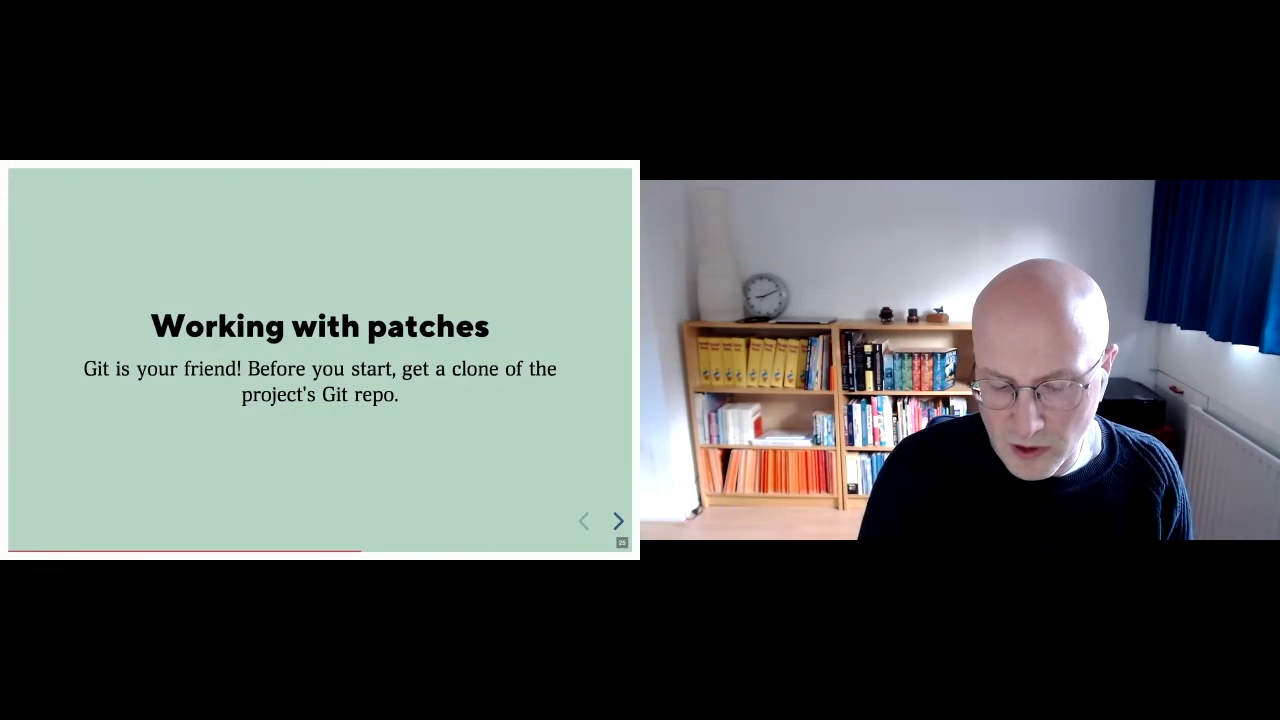 Working with patches
Git is your friend! Before you start, get a clone of the
project's Git repo.